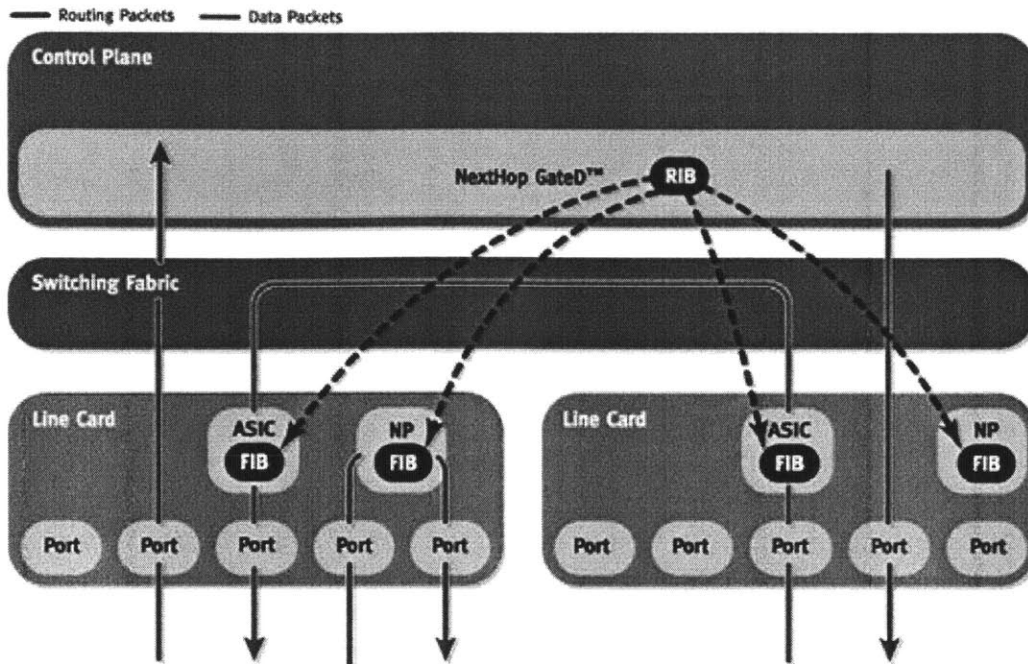 Routing Packets Data Packets
Control Plane
NextHop GateD™ RIB
Switching Fabric
Line Card
ASIC NP
FIB FIB
Port Port Port Port Port
Line Card
ASIC NP
FIB FIB
Port Port Port Port Port